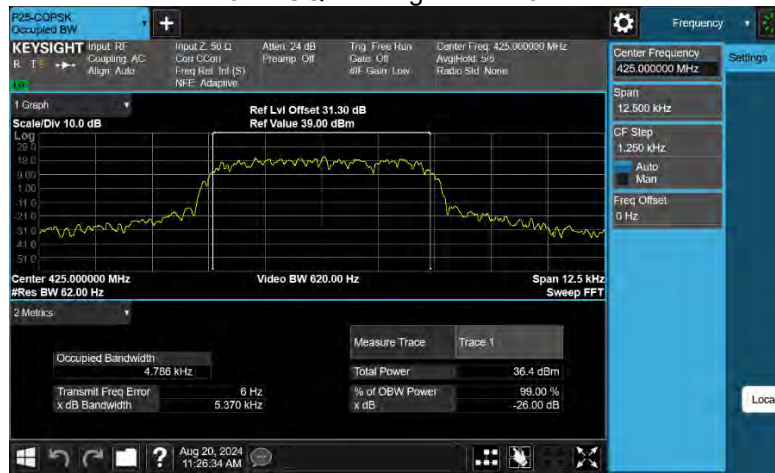 P25-CQPSK
Occupied BW
Frequency
KEYSIGHT
Input: RF
Coupling: AC
Align: Auto
Input Z: 50 Ω
Corr CCorr
Freq Ref: Int (S)
NFE: Adaptive
Atten: 24 dB
Preamp: Off
Trig: Free Run
Gate: Off
#IF Gain: Low
Center Freq: 425.000000 MHz
Avg|Hold: 5/5
Radio Std: None
Center Frequency
425.000000 MHz
Settings
Span
12.500 kHz
CF Step
1.250 kHz
Auto
Man
Freq Offset
0 Hz
1 Graph
Scale/Div 10.0 dB
Ref Lvl Offset 31.30 dB
Ref Value 39.00 dBm
Log
29.0
19.0
9.00
-1.00
-11.0
-21.0
-31.0
-41.0
-51.0
Center 425.000000 MHz
#Res BW 62.00 Hz
Video BW 620.00 Hz
Span 12.5 kHz
Sweep FFT
2 Metrics
Measure Trace
Trace 1
Occupied Bandwidth
4.786 kHz
Total Power
36.4 dBm
Transmit Freq Error
6 Hz
% of OBW Power
99.00 %
x dB Bandwidth
5.370 kHz
x dB
-26.00 dB
Loca
?
Aug 20, 2024
11:26:34 AM